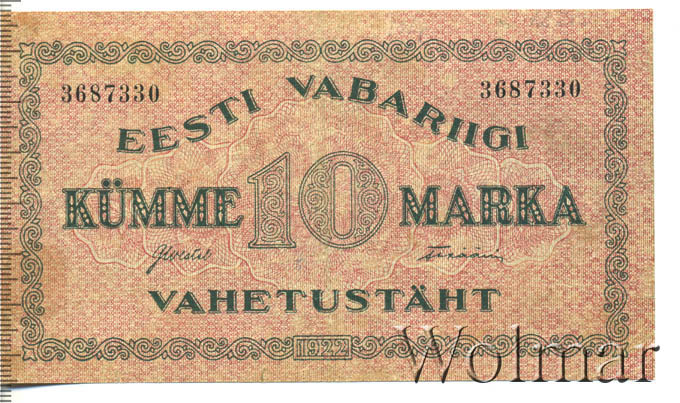 3687330 3687330
EESTI VABARIIGI
KÜMME 10 MARKA
VAHETUSTÄHT
1922
Wolmar